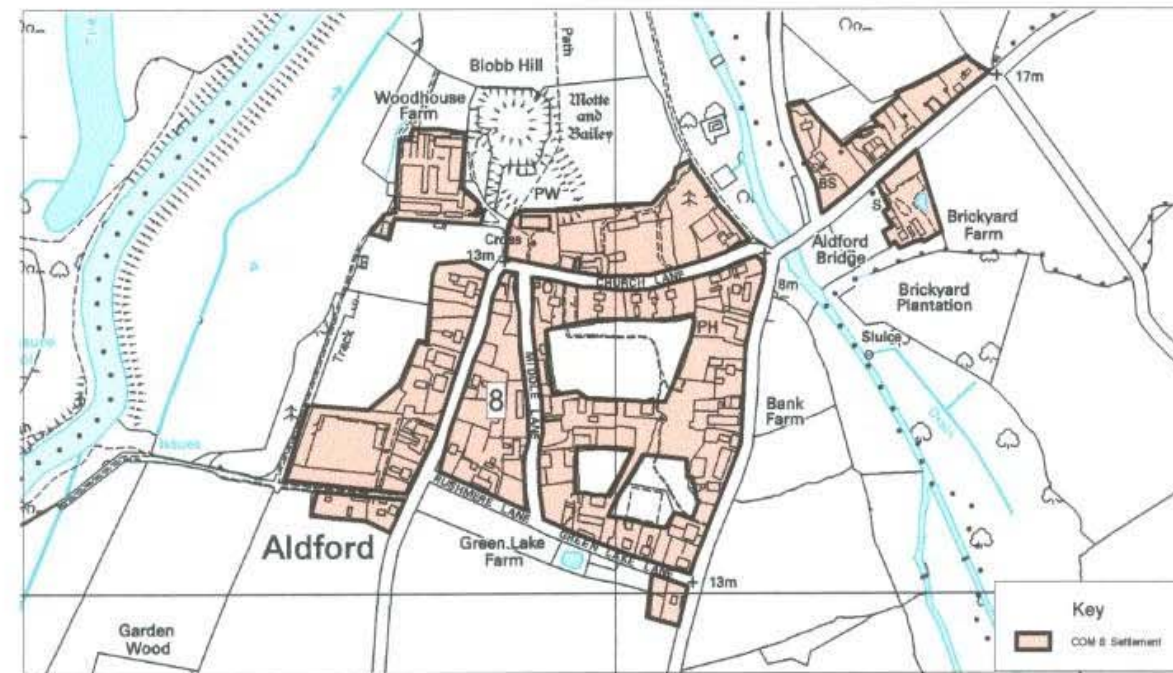 Path
Blobb Hill
Woodhouse
Farm
Motte
and
Bailey
17m
PW
BS
S
Cross
13m
Aldford
Bridge
Brickyard
Farm
CHURCH LANE
8m
Brickyard
Plantation
PH
Sluice
Track
MIDDLE LANE
8
Bank
Farm
Drain
Issues
RUSHMERE LANE
Aldford
Green Lake
Farm
GREEN LAKE LANE
13m
Garden
Wood
Key
COM 8 Settlement